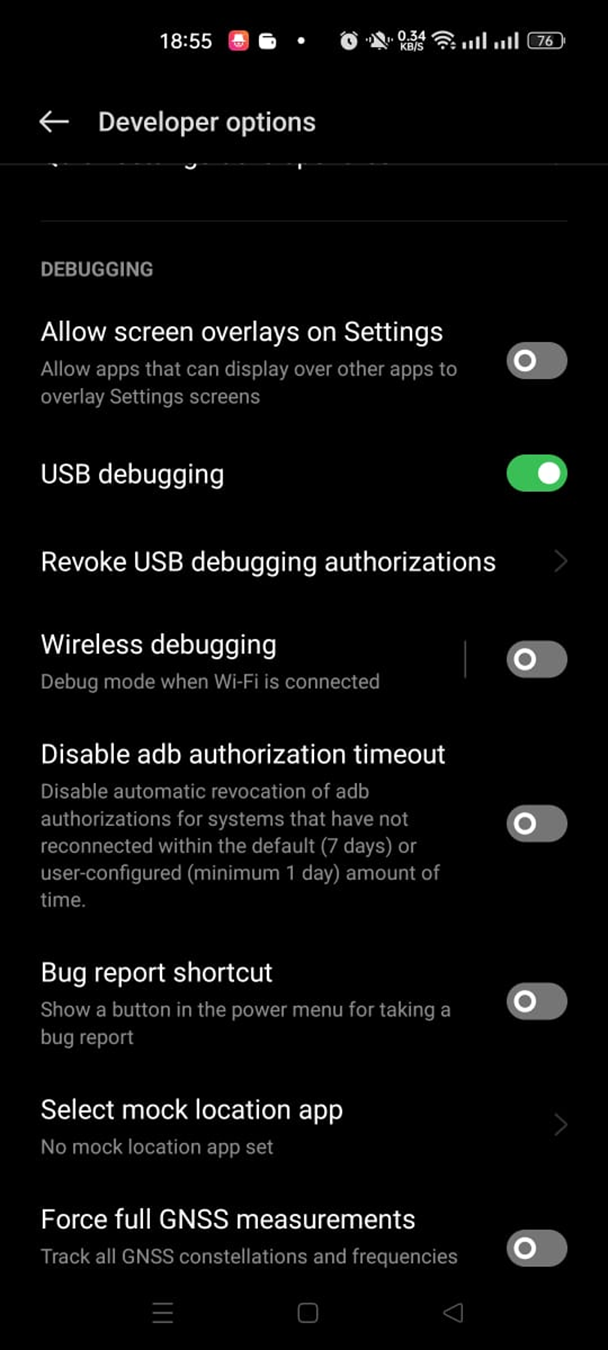 18:55
0.34
KB/S
76
Developer options
DEBUGGING
Allow screen overlays on Settings
Allow apps that can display over other apps to
overlay Settings screens
USB debugging
Revoke USB debugging authorizations
Wireless debugging
Debug mode when Wi-Fi is connected
Disable adb authorization timeout
Disable automatic revocation of adb
authorizations for systems that have not
reconnected within the default (7 days) or
user-configured (minimum 1 day) amount of
time.
Bug report shortcut
Show a button in the power menu for taking a
bug report
Select mock location app
No mock location app set
Force full GNSS measurements
Track all GNSS constellations and frequencies